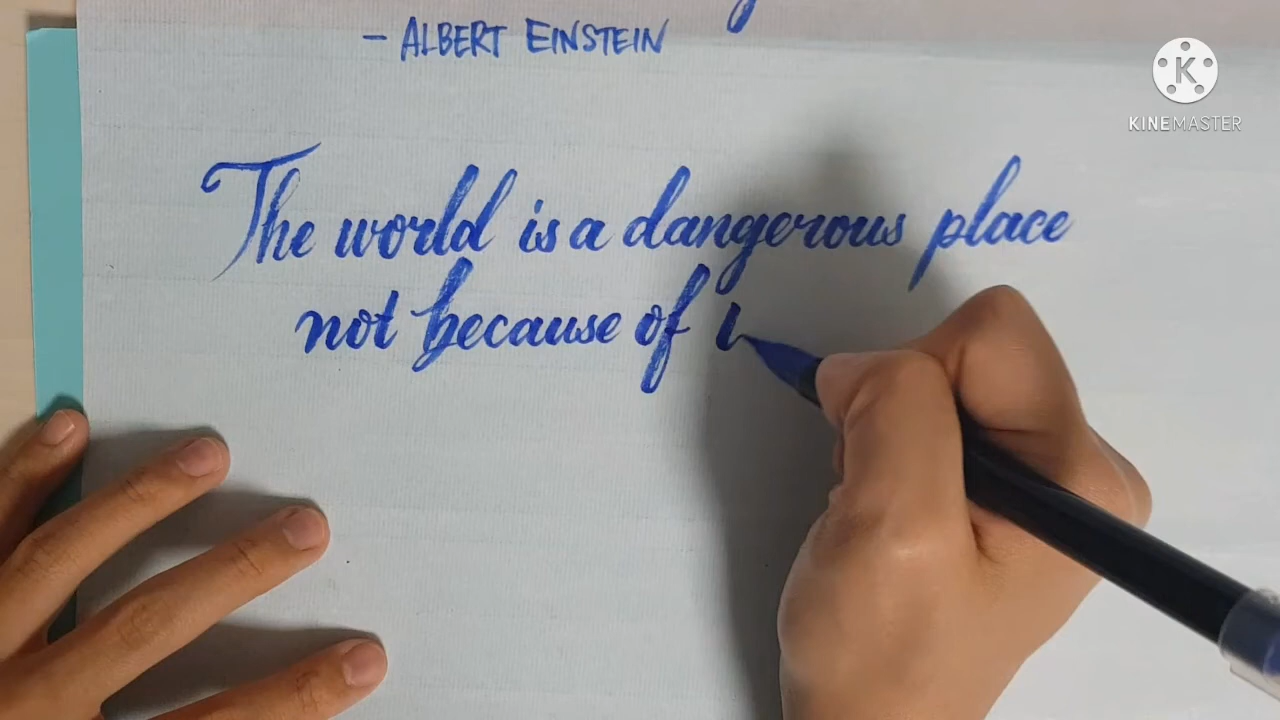 - ALBERT EINSTEIN
KINEMASTER
The world is a dangerous place
not because of